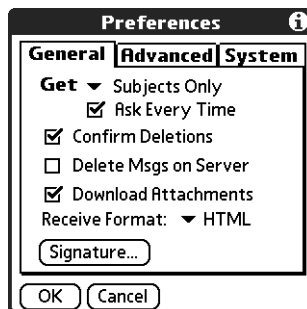 Preferences i
General Advanced System
Get Subjects Only
Ask Every Time
Confirm Deletions
Delete Msgs on Server
Download Attachments
Receive Format: HTML
Signature...
OK Cancel